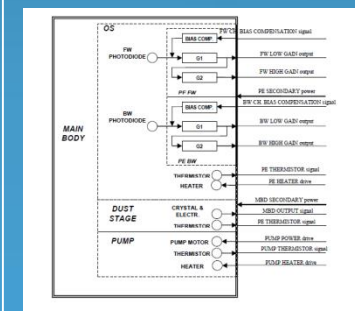 OS
BIAS COMP.
FW CH. BIAS COMPENSATION signal
FW
PHOTODIODE
G1
FW LOW GAIN output
G2
FW HIGH GAIN output
PE FW
PE SECONDARY power
BIAS COMP.
BW CH. BIAS COMPENSATION signal
BW
PHOTODIODE
G1
BW LOW GAIN output
G2
BW HIGH GAIN output
MAIN
BODY
PE BW
THERMISTOR
PE THERMISTOR signal
HEATER
PE HEATER drive
MBD SECONDARY power
DUST
STAGE
CRYSTAL &
ELECTR.
MBD OUTPUT signal
THERMISTOR
PE THERMISTOR signal
PUMP
PUMP MOTOR
PUMP POWER drive
THERMISTOR
PUMP THERMISTOR signal
HEATER
PUMP HEATER drive